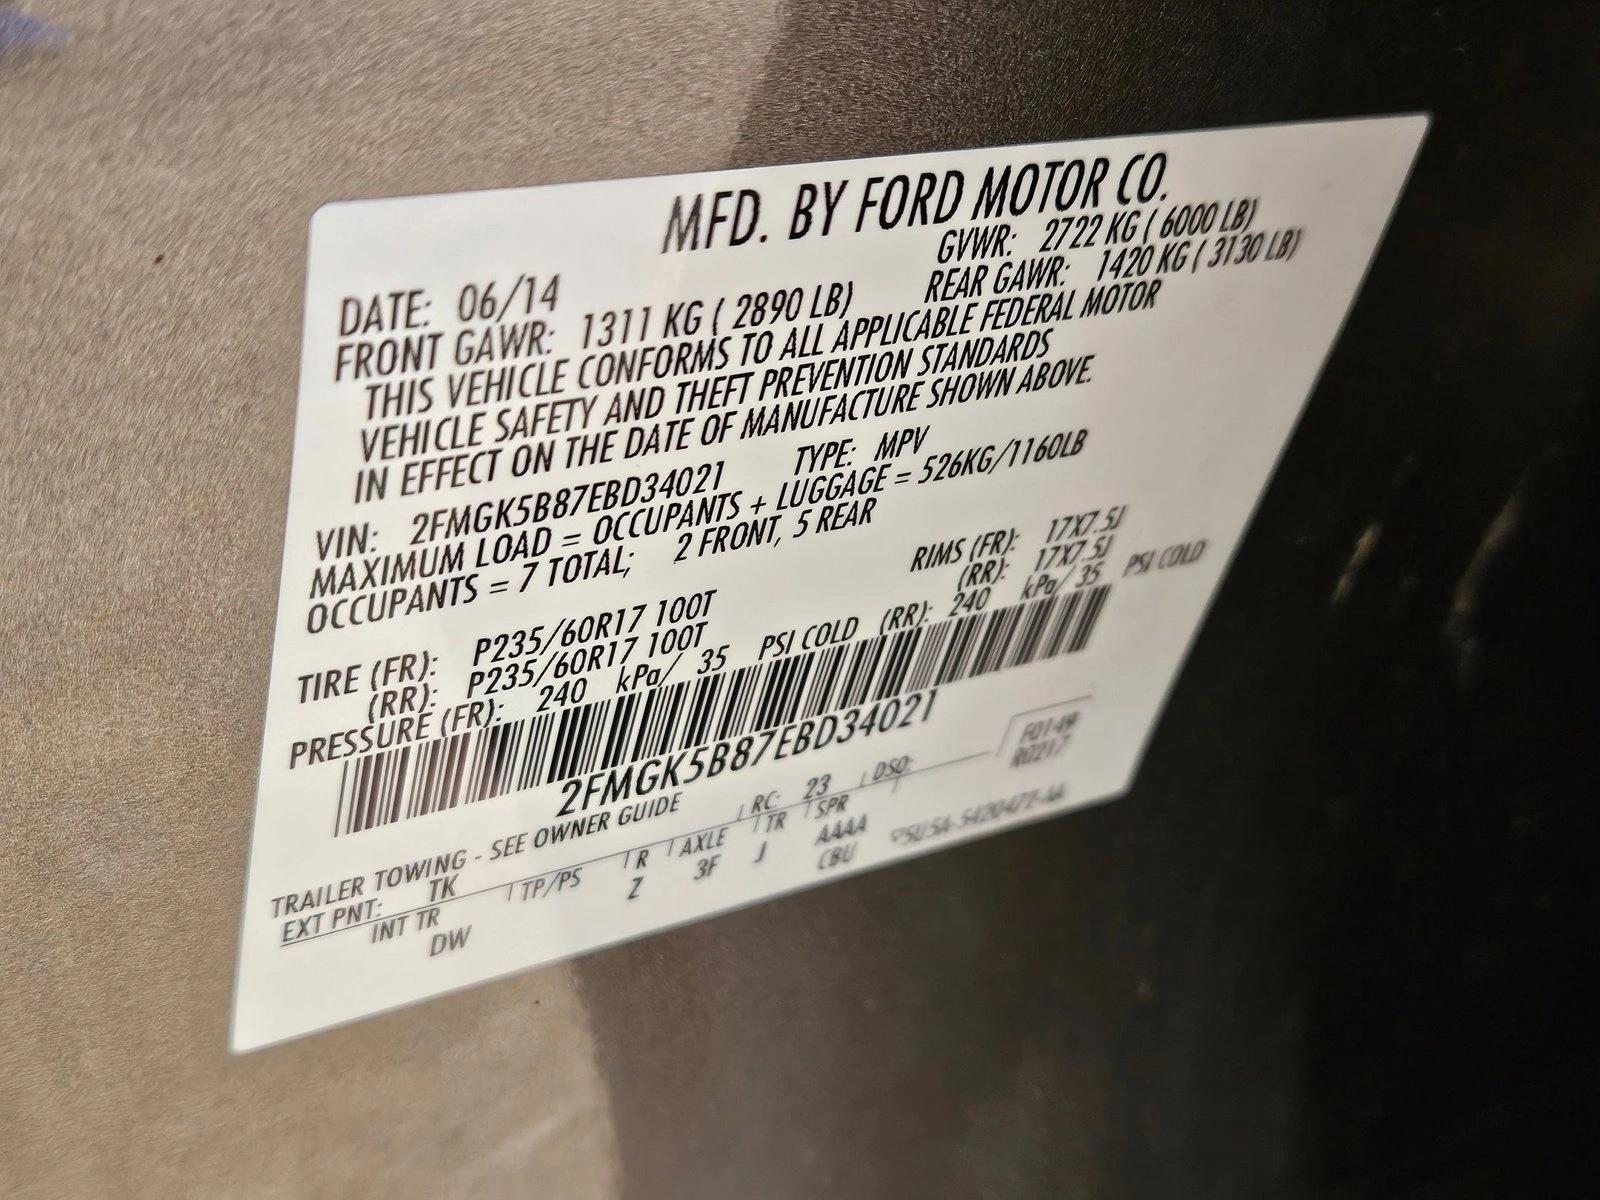 MFD. BY FORD MOTOR CO.
DATE: 06/14 GVWR: 2722 KG ( 6000 LB)
FRONT GAWR: 1311 KG ( 2890 LB) REAR GAWR: 1420 KG ( 3130 LB)
THIS VEHICLE CONFORMS TO ALL APPLICABLE FEDERAL MOTOR
VEHICLE SAFETY AND THEFT PREVENTION STANDARDS
IN EFFECT ON THE DATE OF MANUFACTURE SHOWN ABOVE.
VIN: 2FMGK5B87EBD34021 TYPE: MPV
MAXIMUM LOAD = OCCUPANTS + LUGGAGE = 526KG/1160LB
OCCUPANTS = 7 TOTAL; 2 FRONT, 5 REAR
TIRE (FR): P235/60R17 100T RIMS (FR): 17X7.5J
(RR): P235/60R17 100T (RR): 17X7.5J
PRESSURE (FR): 240 kPa/ 35 PSI COLD (RR): 240 kPa/ 35 PSI COLD
2FMGK5B87EBD34021
TRAILER TOWING - SEE OWNER GUIDE
F0149
R0217
EXT PNT: TK RC: 23 DSO:
INT TR TP/PS R AXLE TR SPR
DW Z 3F J AAAA
CBU